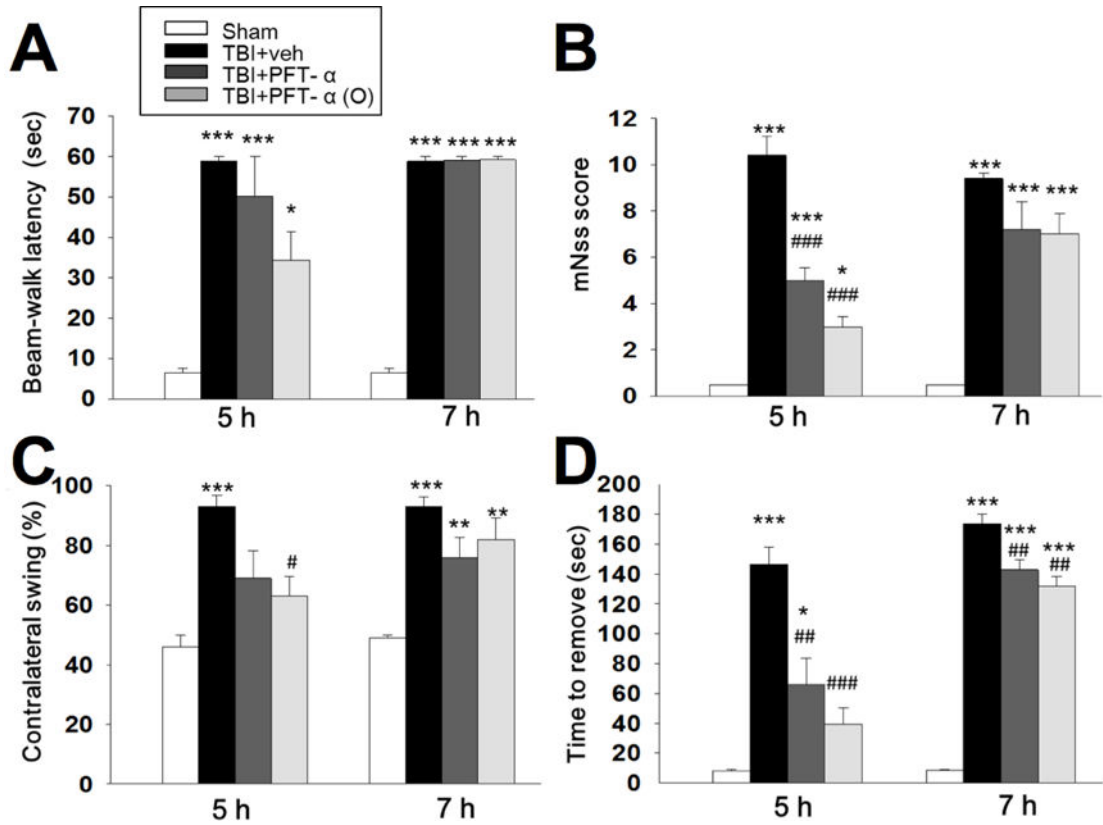 A
Sham
TBI+veh
TBI+PFT- α
TBI+PFT- α (O)
Beam-walk latency (sec)
70
60
50
40
30
20
10
0
*** ***
*
*** *** ***
5 h
7 h
B
mNss score
12
10
8
6
4
2
0
***
***
###
*
###
***
*** ***
5 h
7 h
C
Contralateral swing (%)
100
80
60
40
20
0
***
#
***
**
**
5 h
7 h
D
Time to remove (sec)
200
180
160
140
120
100
80
60
40
20
0
***
*
##
###
***
***
##
***
##
5 h
7 h